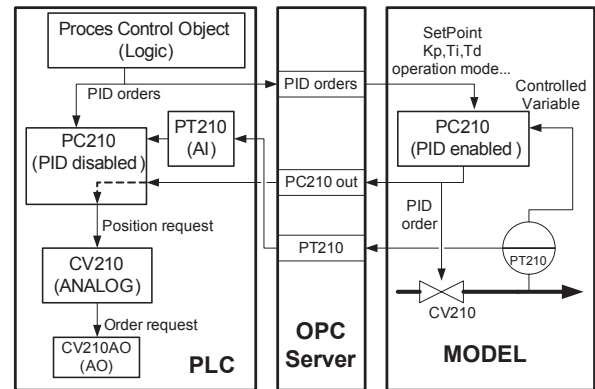 Proces Control Object
(Logic)
PID orders
PC210
(PID disabled)
PT210
(AI)
Position request
CV210
(ANALOG)
Order request
CV210AO
(AO)
PLC
PID orders
PC210 out
PT210
OPC
Server
SetPoint
Kp,Ti,Td
operation mode...
Controlled
Variable
PC210
(PID enabled )
PID
order
PT210
CV210
MODEL